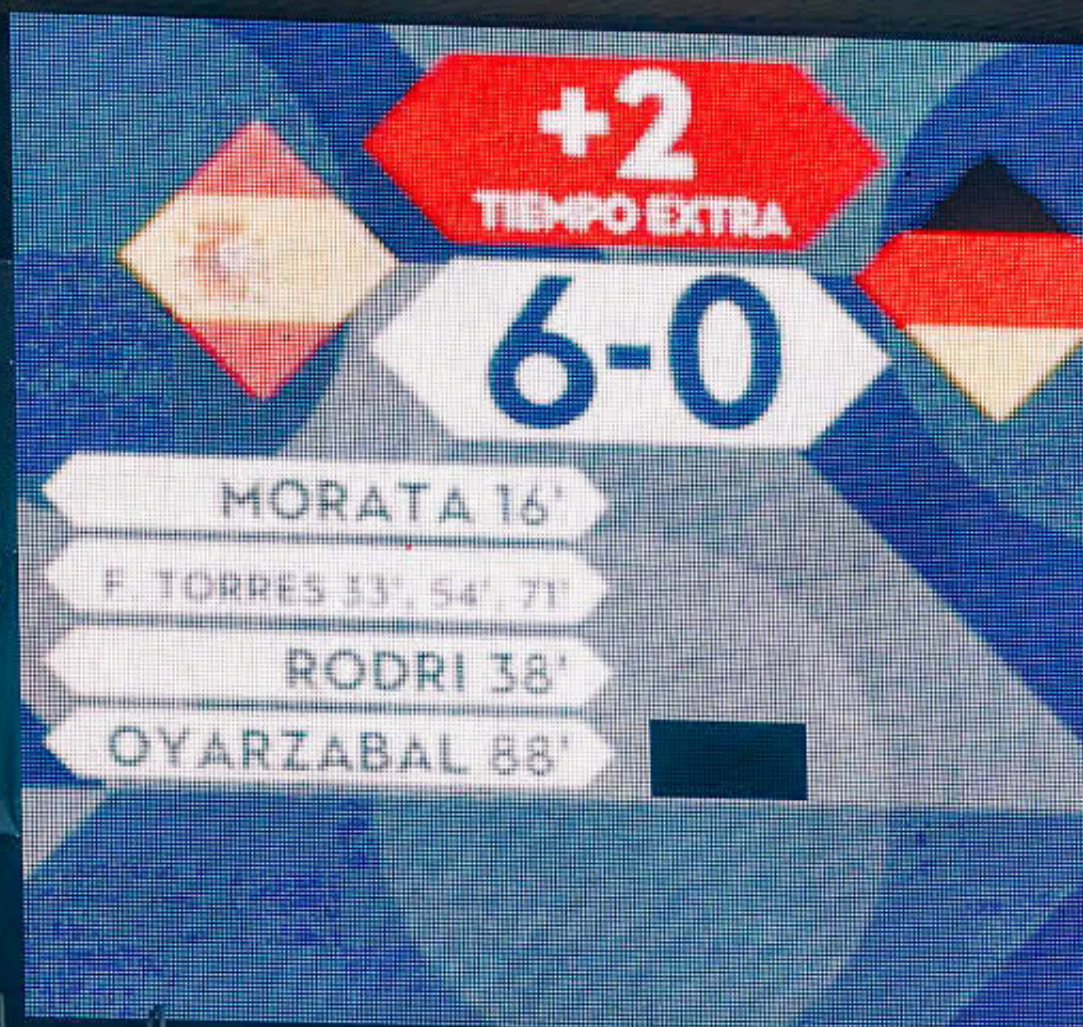 +2
TIEMPO EXTRA
6-0
MORATA 16'
F. TORRES 33', 54', 71'
RODRI 38'
OYARZABAL 88'